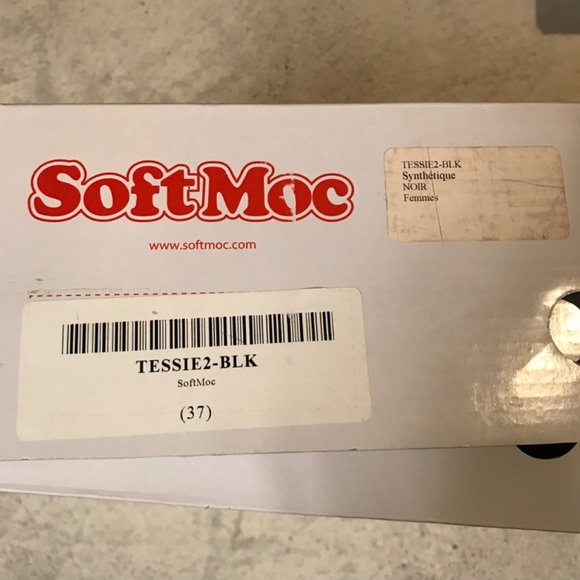 SoftMoc
www.softmoc.com
TESSIE2-BLK
Synthétique
NOIR
Femmes
TESSIE2-BLK
SoftMoc
(37)